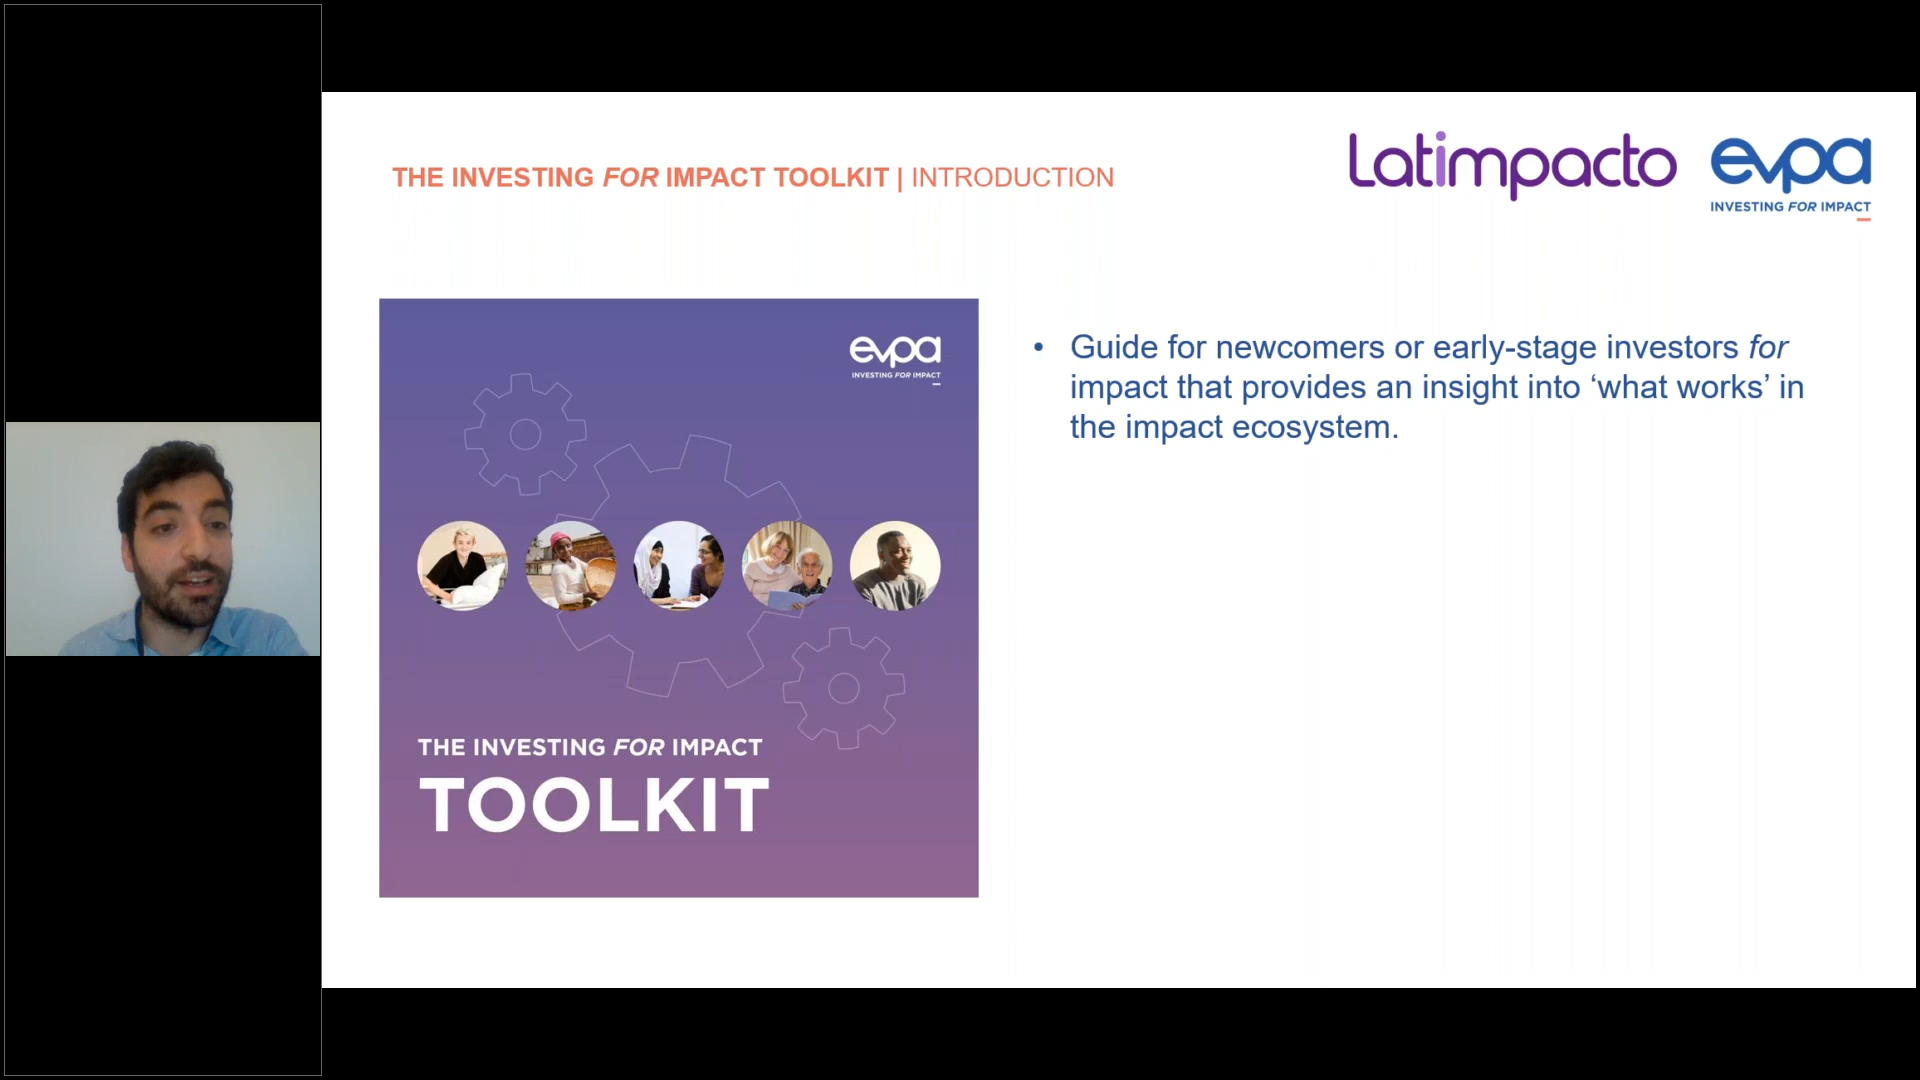 THE INVESTING FOR IMPACT TOOLKIT | INTRODUCTION
Latimpacto
evpa
INVESTING FOR IMPACT
evpa
INVESTING FOR IMPACT
THE INVESTING FOR IMPACT
TOOLKIT
• Guide for newcomers or early-stage investors for
impact that provides an insight into ‘what works’ in
the impact ecosystem.